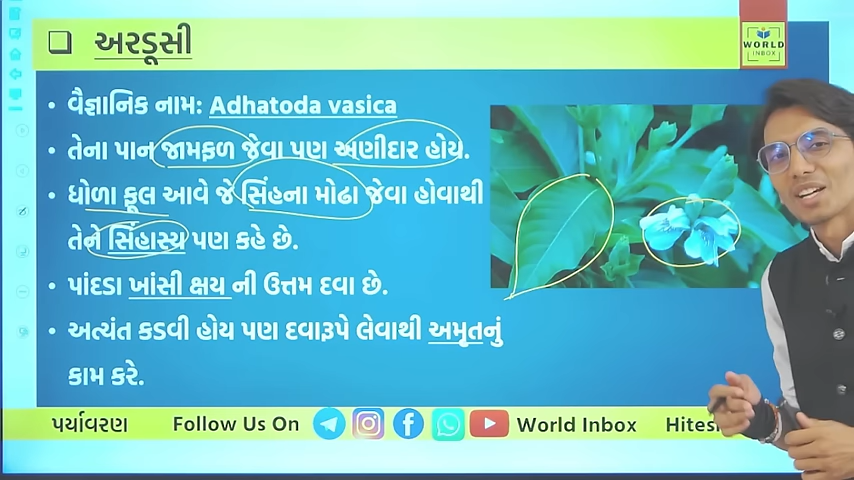 ❑ અરડૂસી
WORLD
INBOX
• વૈજ્ઞાનિક નામ: Adhatoda vasica
• તેના પાન જામફળ જેવા પણ અણીદાર હોય.
• ધોળા ફૂલ આવે જે સિંહના મોઢા જેવા હોવાથી
તેને સિંહાસ્ય પણ કહે છે.
• પાંદડા ખાંસી ક્ષય ની ઉત્તમ દવા છે.
• અત્યંત કડવી હોય પણ દવારૂપે લેવાથી અમૃતનું
કામ કરે.
પર્યાવરણ Follow Us On World Inbox